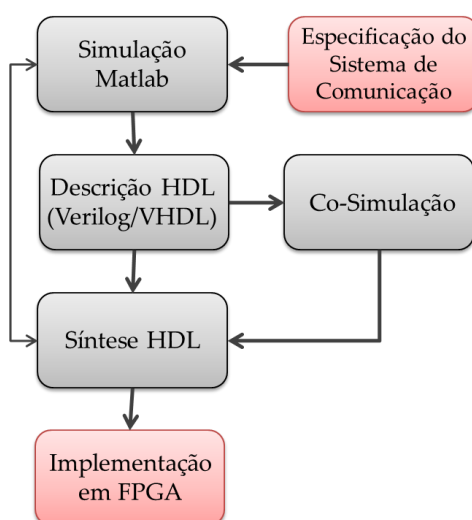 Simulação
Matlab
Especificação do
Sistema de
Comunicação
Descrição HDL
(Verilog/VHDL)
Co-Simulação
Síntese HDL
Implementação
em FPGA